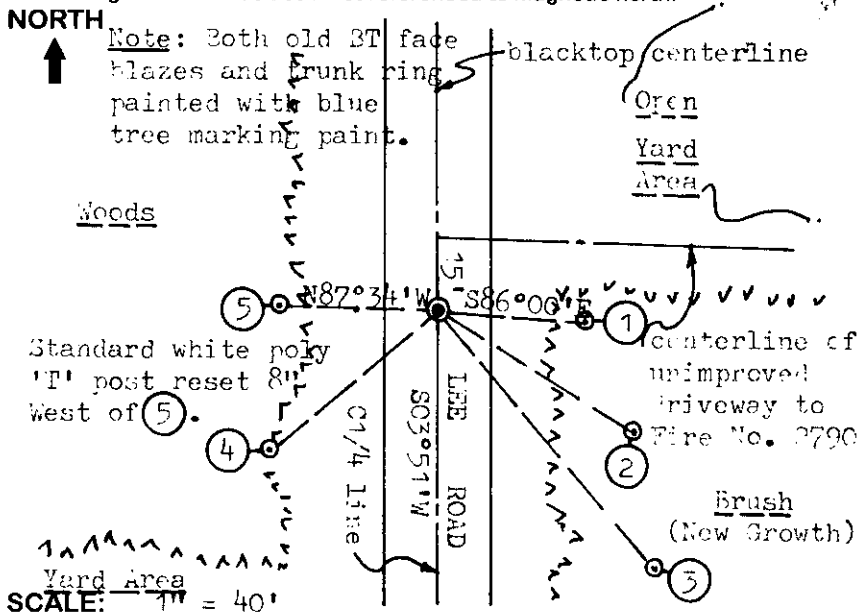 NORTH
Note: Both old BT face
blazes and trunk ring
painted with blue
tree marking paint.
blacktop centerline
Open
Yard
Area
Woods
15'
5
N87°34'W
S86°00'E
1
Standard white poly
'T' post reset 8"
West of 5.
centerline of
unimproved
driveway to
Fire No.
4
C1/4 Line
S03°51'W
LEE ROAD
2
Brush
(New Growth)
3
Yard Area
SCALE: 1" = 40'